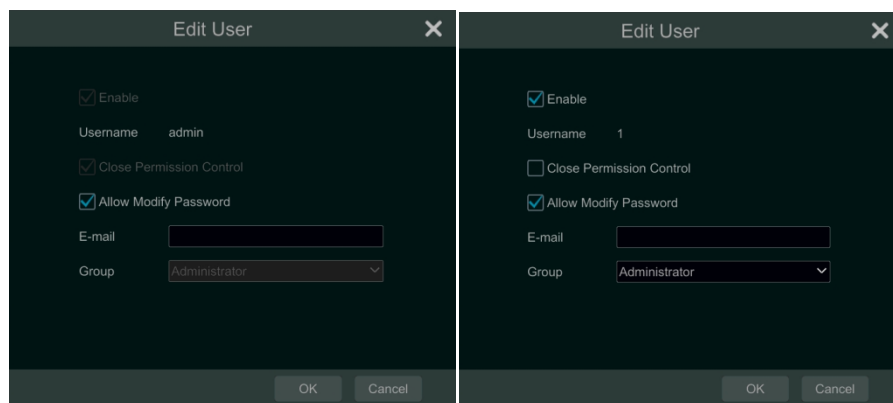 Edit User
Enable
Username admin
Close Permission Control
Allow Modify Password
E-mail
Group Administrator
OK Cancel
Edit User
Enable
Username 1
Close Permission Control
Allow Modify Password
E-mail
Group Administrator
OK Cancel